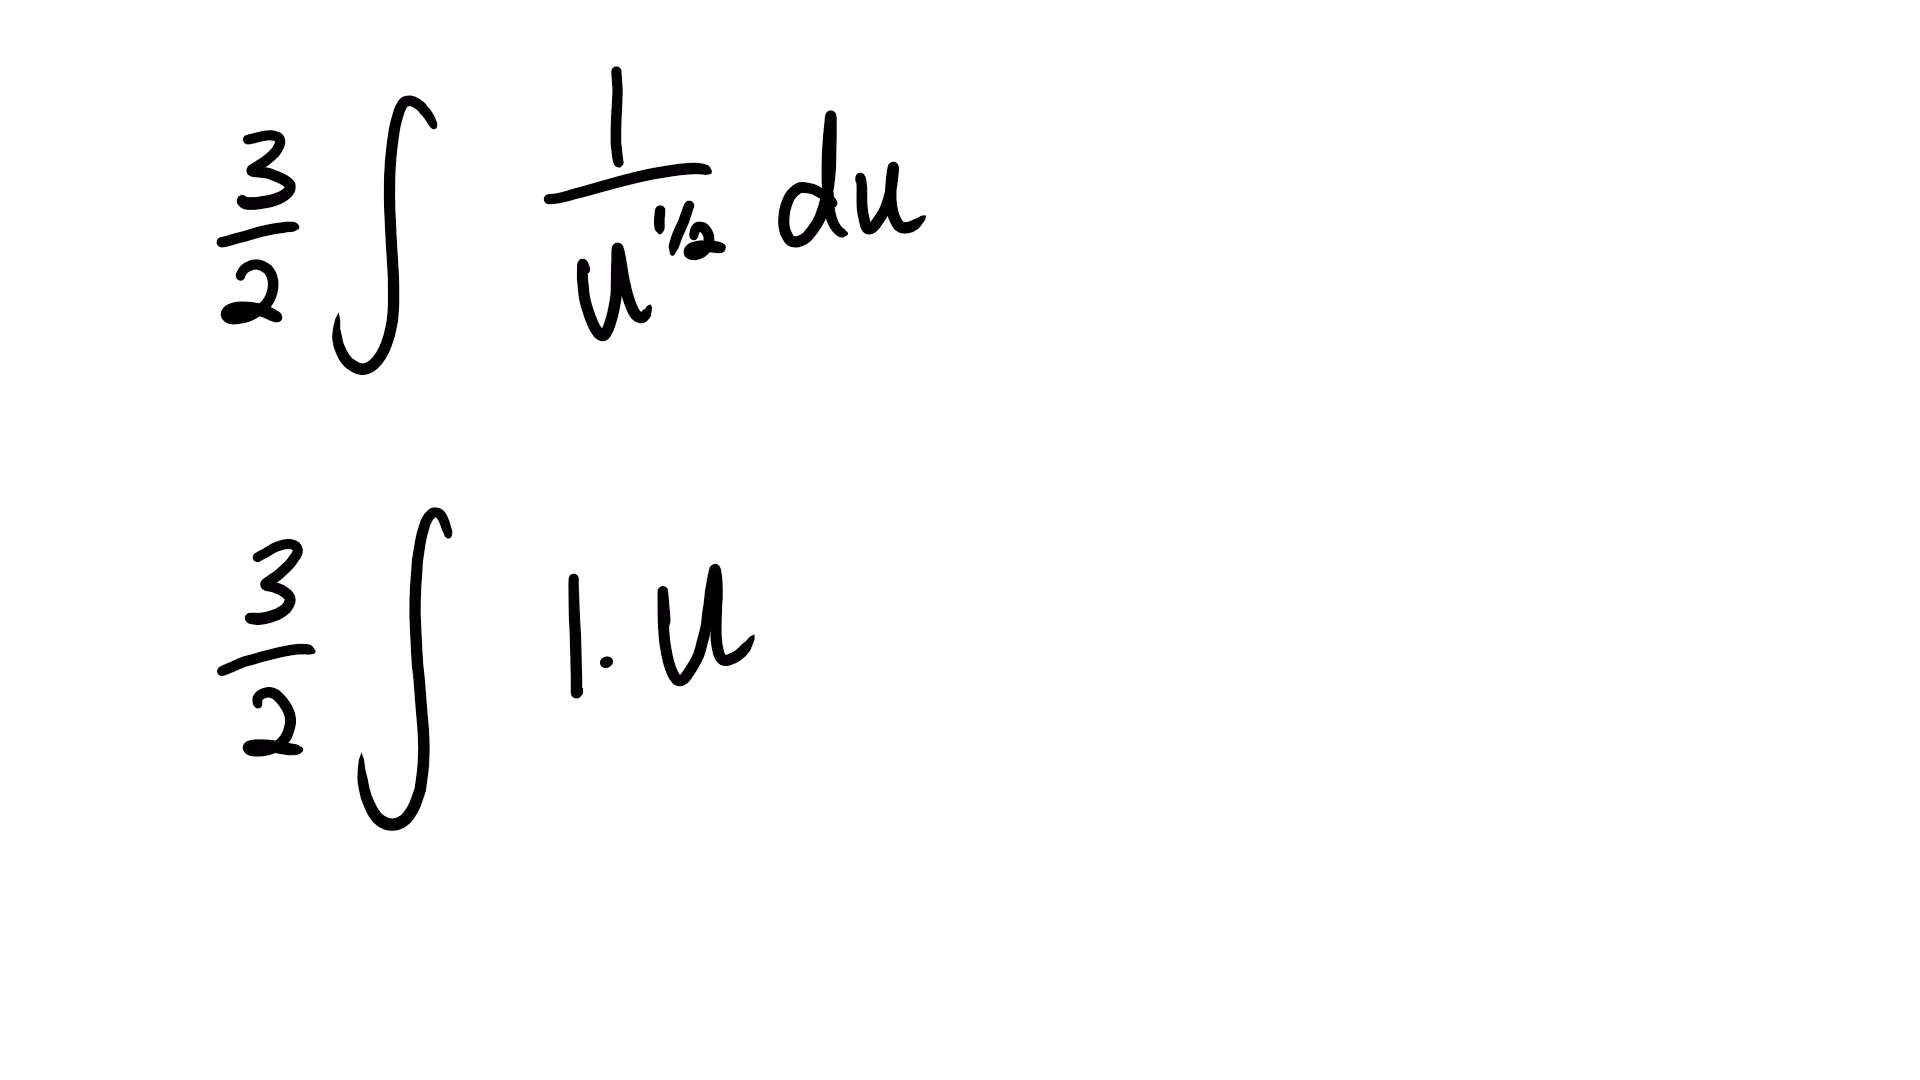 3/2 ∫ 1/u^(1/2) du
3/2 ∫ 1 · u